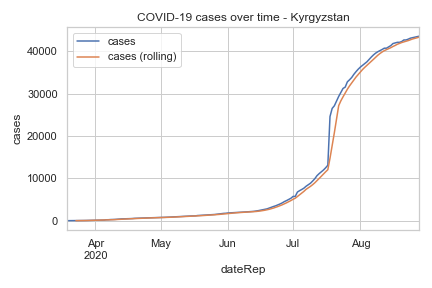 COVID-19 cases over time - Kyrgyzstan
cases
cases (rolling)
40000
30000
20000
10000
0
cases
Apr
2020
May
Jun
Jul
Aug
dateRep